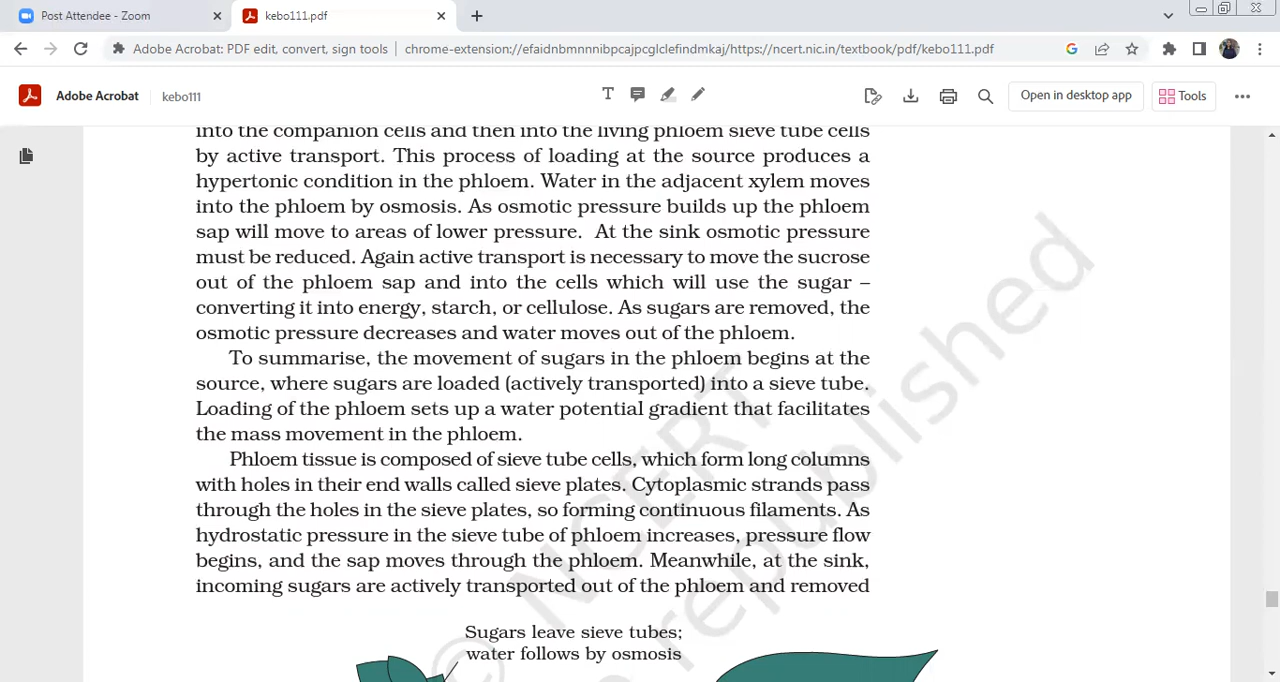 Post Attendee - Zoom
kebo111.pdf
Adobe Acrobat: PDF edit, convert, sign tools | chrome-extension://efaidnbmnnnibpcajpcglclefindmkaj/https://ncert.nic.in/textbook/pdf/kebo111.pdf
Adobe Acrobat
kebo111
Open in desktop app
Tools
into the companion cells and then into the living phloem sieve tube cells
by active transport. This process of loading at the source produces a
hypertonic condition in the phloem. Water in the adjacent xylem moves
into the phloem by osmosis. As osmotic pressure builds up the phloem
sap will move to areas of lower pressure. At the sink osmotic pressure
must be reduced. Again active transport is necessary to move the sucrose
out of the phloem sap and into the cells which will use the sugar –
converting it into energy, starch, or cellulose. As sugars are removed, the
osmotic pressure decreases and water moves out of the phloem.
To summarise, the movement of sugars in the phloem begins at the
source, where sugars are loaded (actively transported) into a sieve tube.
Loading of the phloem sets up a water potential gradient that facilitates
the mass movement in the phloem.
Phloem tissue is composed of sieve tube cells, which form long columns
with holes in their end walls called sieve plates. Cytoplasmic strands pass
through the holes in the sieve plates, so forming continuous filaments. As
hydrostatic pressure in the sieve tube of phloem increases, pressure flow
begins, and the sap moves through the phloem. Meanwhile, at the sink,
incoming sugars are actively transported out of the phloem and removed
Sugars leave sieve tubes;
water follows by osmosis
© NCERT
republished